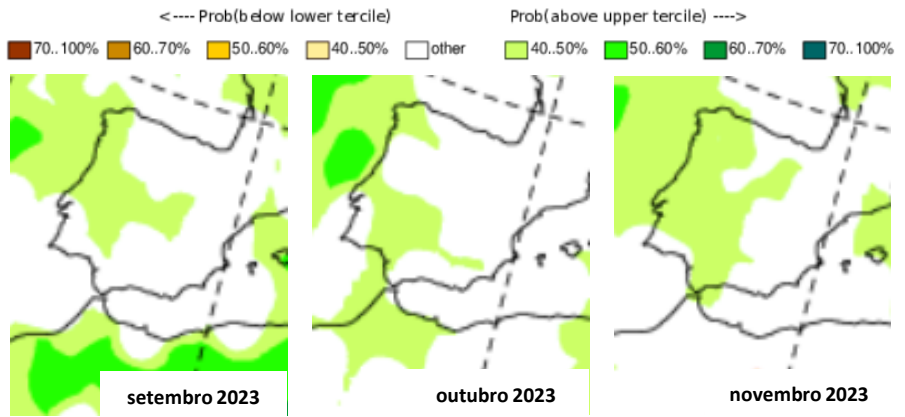 <---- Prob(below lower tercile) Prob(above upper tercile) ---->
70..100% 60..70% 50..60% 40..50% other 40..50% 50..60% 60..70% 70..100%
setembro 2023 outubro 2023 novembro 2023